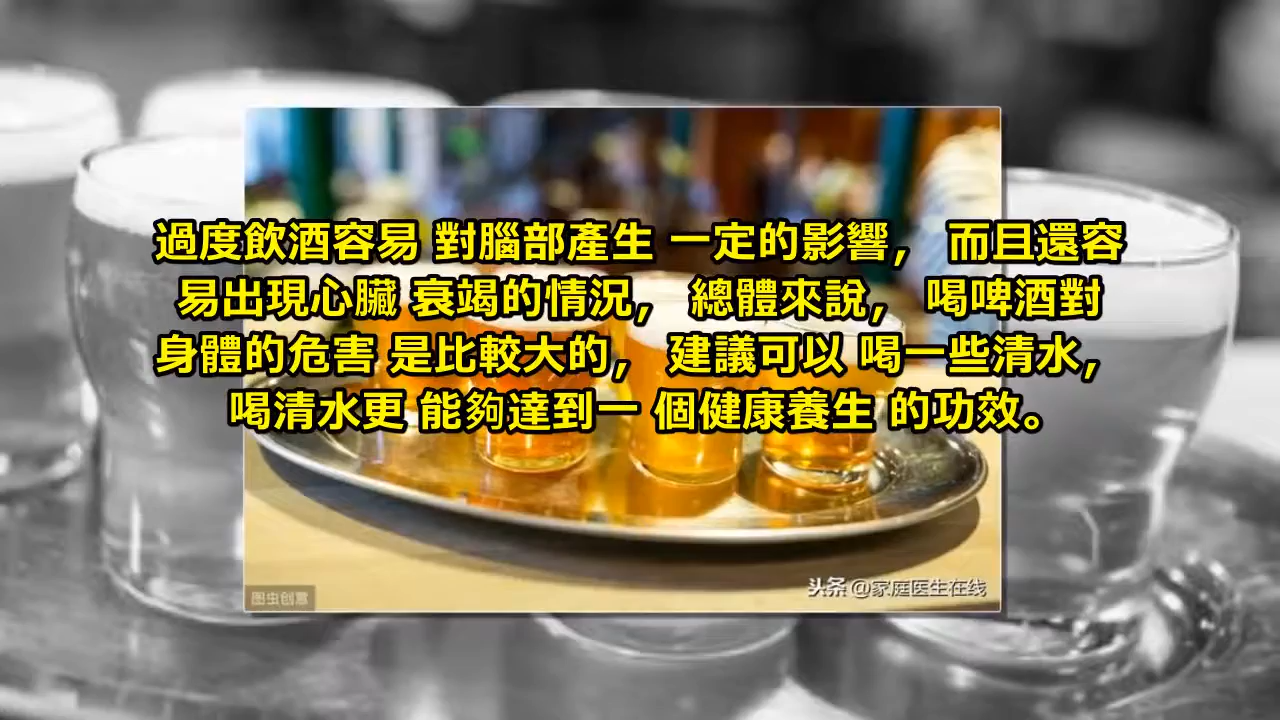 過度飲酒容易 對腦部產生 一定的影響， 而且還容
易出現心臟 衰竭的情況， 總體來說， 喝啤酒對
身體的危害 是比較大的， 建議可以 喝一些清水，
喝清水更 能夠達到一 個健康養生 的功效。
头条 @家庭医生在线
图虫创意